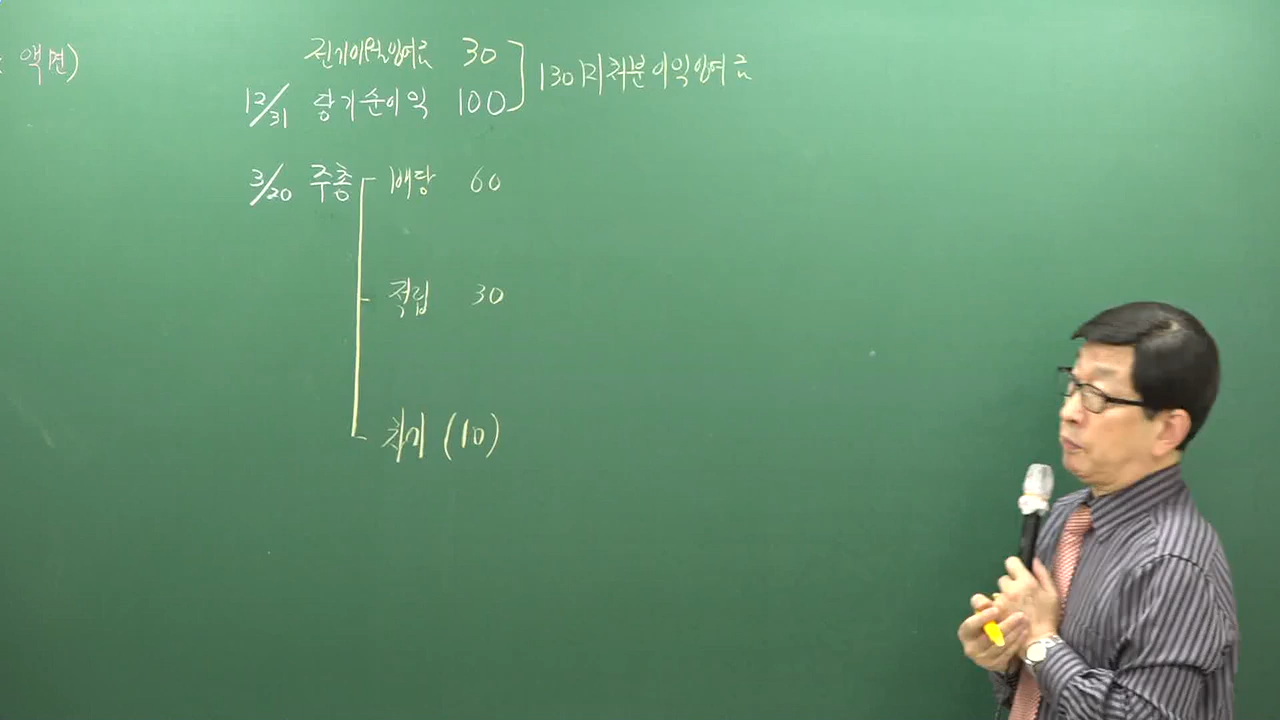 액면)
전기이월잉여금 30
12/31 당기순이익 100
130 미처분이익잉여금
3/20 주총 배당 60
적립 30
차기 (10)